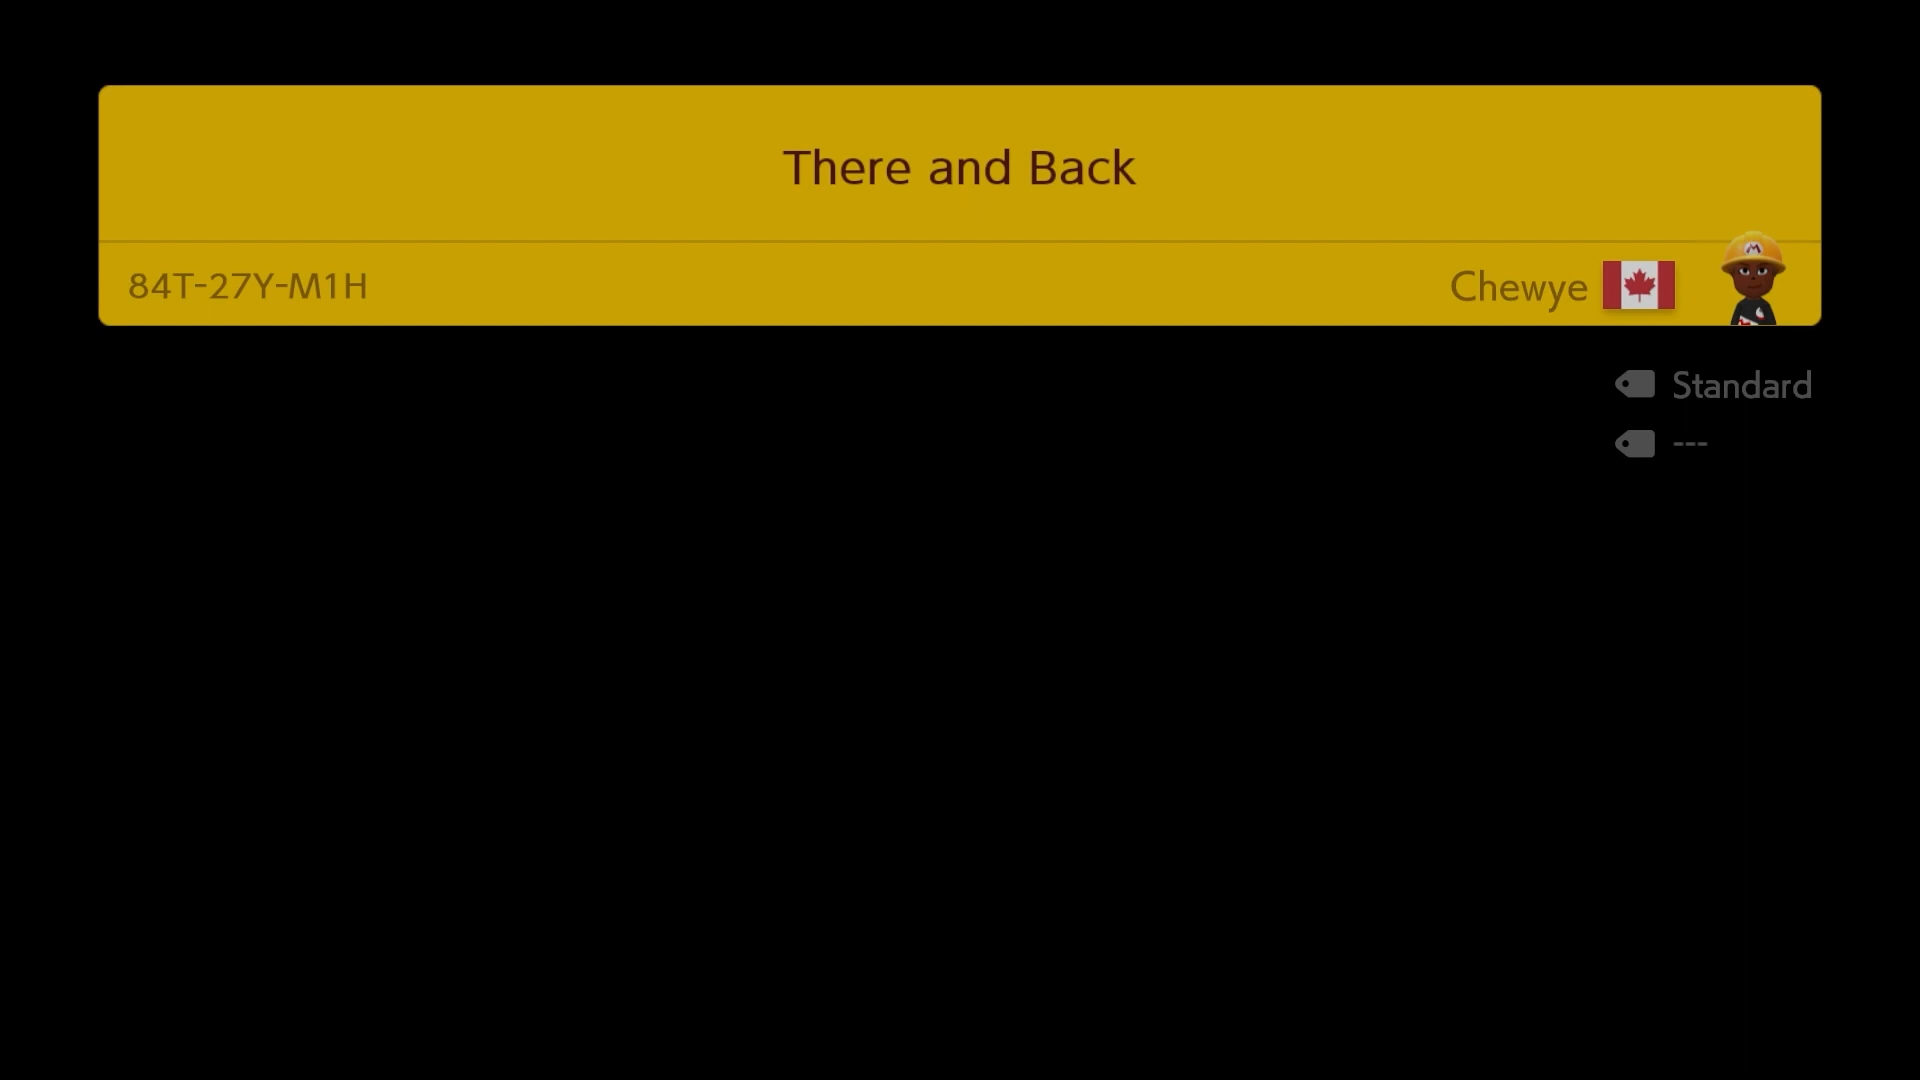 There and Back
84T-27Y-M1H
Chewye
Standard
---